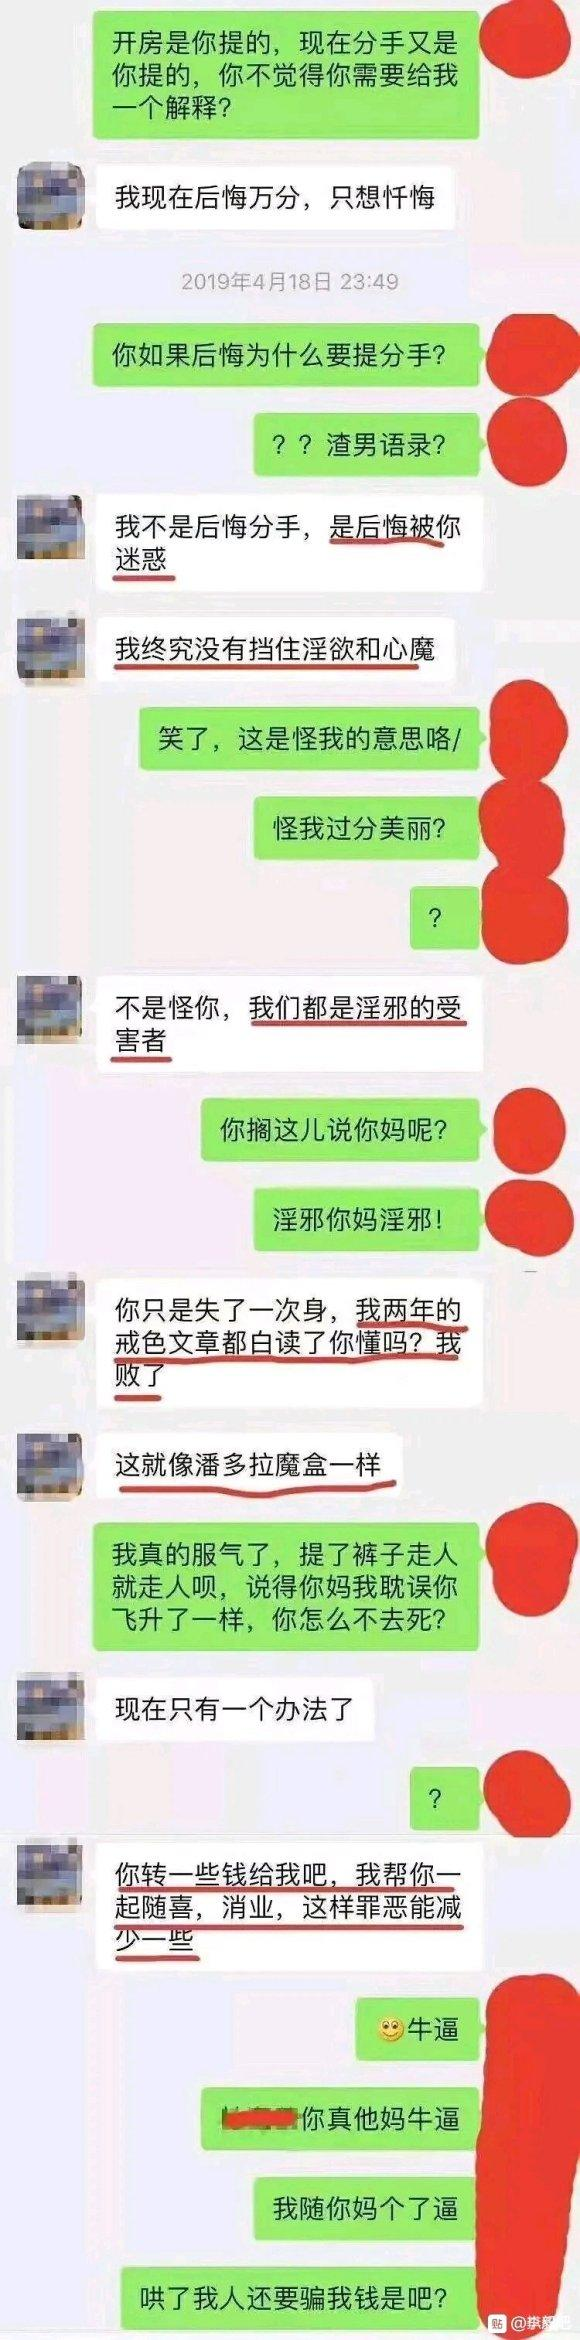 开房是你提的，现在分手又是
你提的，你不觉得你需要给我
一个解释？
我现在后悔万分，只想忏悔
2019年4月18日 23:49
你如果后悔为什么要提分手？
？？渣男语录？
我不是后悔分手，是后悔被你
迷惑
我终究没有挡住淫欲和心魔
笑了，这是怪我的意思咯/
怪我过分美丽？
？
不是怪你，我们都是淫邪的受
害者
你搁这儿说你妈呢？
淫邪你妈淫邪！
你只是失了一次身，我两年的
戒色文章都白读了你懂吗？我
败了
这就像潘多拉魔盒一样
我真的服气了，提了裤子走人
就走人呗，说得你妈我耽误你
飞升了一样，你怎么不去死？
现在只有一个办法了
？
你转一些钱给我吧，我帮你一
起随喜，消业，这样罪恶能减
少一些
牛逼
你真他妈牛逼
我随你妈个了逼
哄了我人还要骗我钱是吧？
贴 @李毅吧